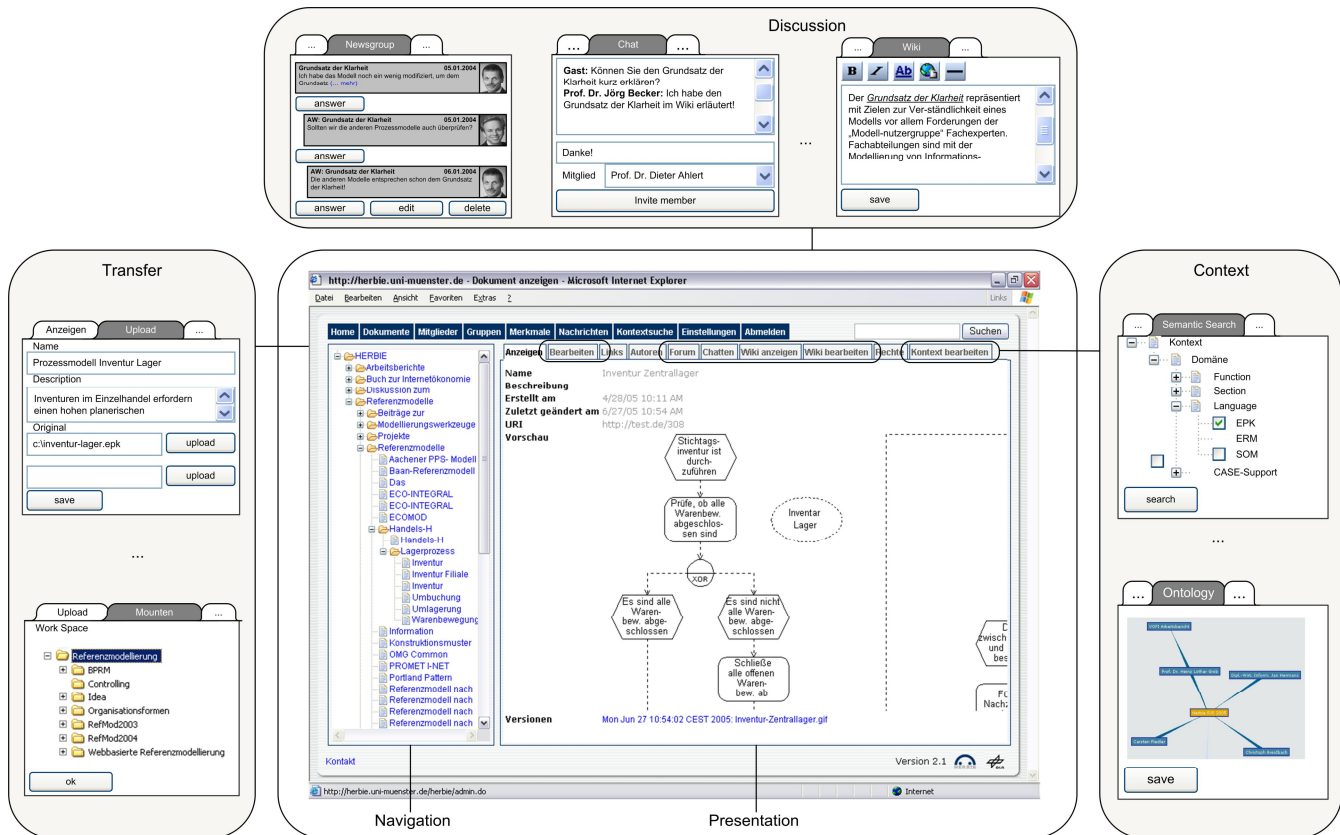 Discussion
... Newsgroup ...
Grundsatz der Klarheit 05.01.2004
Ich habe das Modell noch ein wenig modifiziert, um dem
Grundsatz (... mehr)
answer
AW: Grundsatz der Klarheit 05.01.2004
Sollten wir die anderen Prozessmodelle auch überprüfen?
answer
AW: Grundsatz der Klarheit 06.01.2004
Die anderen Modelle entsprechen schon dem Grundsatz
der Klarheit!
answer edit delete
... Chat ...
Gast: Können Sie den Grundsatz der
Klarheit kurz erklären?
Prof. Dr. Jörg Becker: Ich habe den
Grundsatz der Klarheit im Wiki erläutert!
Danke!
Mitglied Prof. Dr. Dieter Ahlert
Invite member
...
... Wiki ...
B I Ab
Der Grundsatz der Klarheit repräsentiert
mit Zielen zur Ver-ständlichkeit eines
Modells vor allem Forderungen der
„Modell-nutzergruppe“ Fachexperten.
Fachabteilungen sind mit der
Modellierung von Informations-
save
Transfer
Anzeigen Upload ...
Name
Prozessmodell Inventur Lager
Description
Inventuren im Einzelhandel erfordern
einen hohen planerischen
Original
c:\inventur-lager.epk upload
upload
save
...
Upload Mounten ...
Work Space
Referenzmodellierung
BPRM
Controlling
Idea
Organisationsformen
RefMod2003
RefMod2004
Webbasierte Referenzmodellierung
ok
http://herbie.uni-muenster.de - Dokument anzeigen - Microsoft Internet Explorer
Datei Bearbeiten Ansicht Favoriten Extras ? Links
Home Dokumente Mitglieder Gruppen Merkmale Nachrichten Kontextsuche Einstellungen Abmelden Suchen
HERBIE
Arbeitsberichte
Buch zur Internetökonomie
Diskussion zum
Referenzmodelle
Beiträge zur
Modellierungswerkzeuge
Projekte
Referenzmodelle
Aachener PPS- Modell
Baan-Referenzmodell
Das
ECO-INTEGRAL
ECO-INTEGRAL
ECOMOD
Handels-H
Handels-H
Lagerprozess
Inventur
Inventur Filiale
Inventur
Umbuchung
Umlagerung
Warenbewegung
Information
Konstruktionsmuster
OMG Common
PROMET I-NET
Portland Pattern
Referenzmodell nach
Referenzmodell nach
Referenzmodell nach
Referenzmodell nach
Anzeigen Bearbeiten Links Autoren Forum Chatten Wiki anzeigen Wiki bearbeiten Rechte Kontext bearbeiten
Name Inventur Zentrallager
Beschreibung
Erstellt am 4/28/05 10:11 AM
Zuletzt geändert am 6/27/05 10:54 AM
URI http://test.de/308
Vorschau
Stichtags-
inventur ist
durch-
zuführen
Prüfe, ob alle
Warenbew.
abgeschlos-
sen sind
Inventar
Lager
XOR
Es sind alle
Waren-
bew. abge-
schlossen
Es sind nicht
alle Waren-
bew. abge-
schlossen
Schließe
alle offenen
Waren-
bew. ab
zwisch
und
bes
Nachz
Versionen Mon Jun 27 10:54:02 CEST 2005: Inventur-Zentrallager.gif
Kontakt Version 2.1 HERBIE DLR
http://herbie.uni-muenster.de/herbie/admin.do Internet
Navigation Presentation
Context
... Semantic Search ...
Kontext
Domäne
Function
Section
Language
EPK
ERM
SOM
CASE-Support
search
...
... Ontology ...
Carsten Fiedler
save